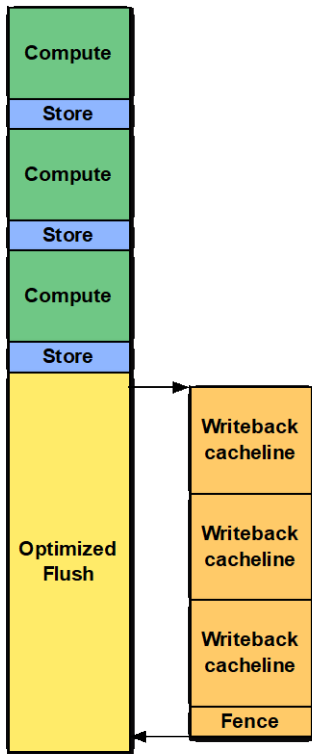 Compute
Store
Compute
Store
Compute
Store
Optimized
Flush
Writeback
cacheline
Writeback
cacheline
Writeback
cacheline
Fence